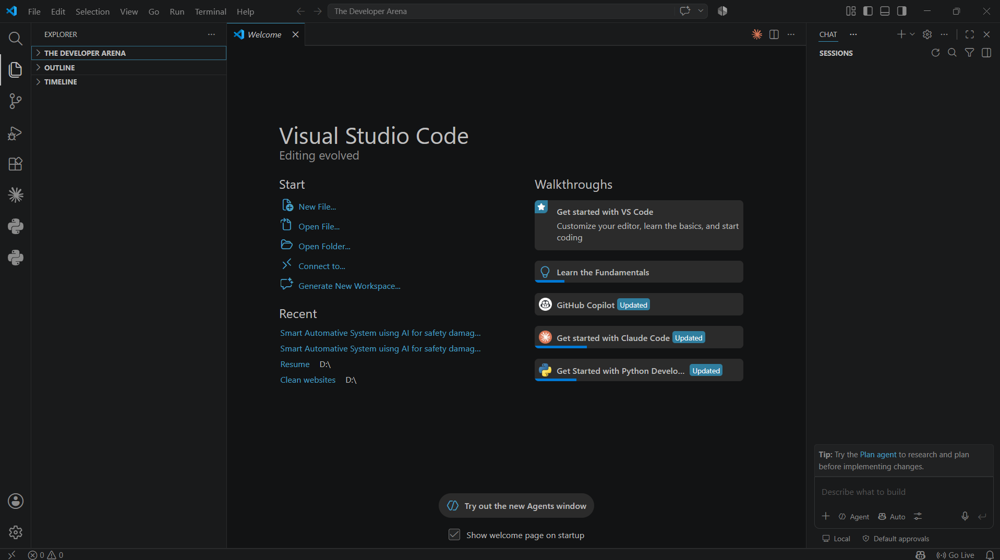 File Edit Selection View Go Run Terminal Help
The Developer Arena
EXPLORER
THE DEVELOPER ARENA
OUTLINE
TIMELINE
Welcome
Visual Studio Code
Editing evolved
Start
New File...
Open File...
Open Folder...
Connect to...
Generate New Workspace...
Recent
Smart Automative System uisng AI for safety damag...
Smart Automative System uisng AI for safety damag...
Resume D:\
Clean websites D:\
Walkthroughs
Get started with VS Code
Customize your editor, learn the basics, and start
coding
Learn the Fundamentals
GitHub Copilot Updated
Get started with Claude Code Updated
Get Started with Python Develo... Updated
Try out the new Agents window
Show welcome page on startup
CHAT
SESSIONS
Tip: Try the Plan agent to research and plan
before implementing changes.
Describe what to build
Agent Auto
Local Default approvals
0 0
Go Live